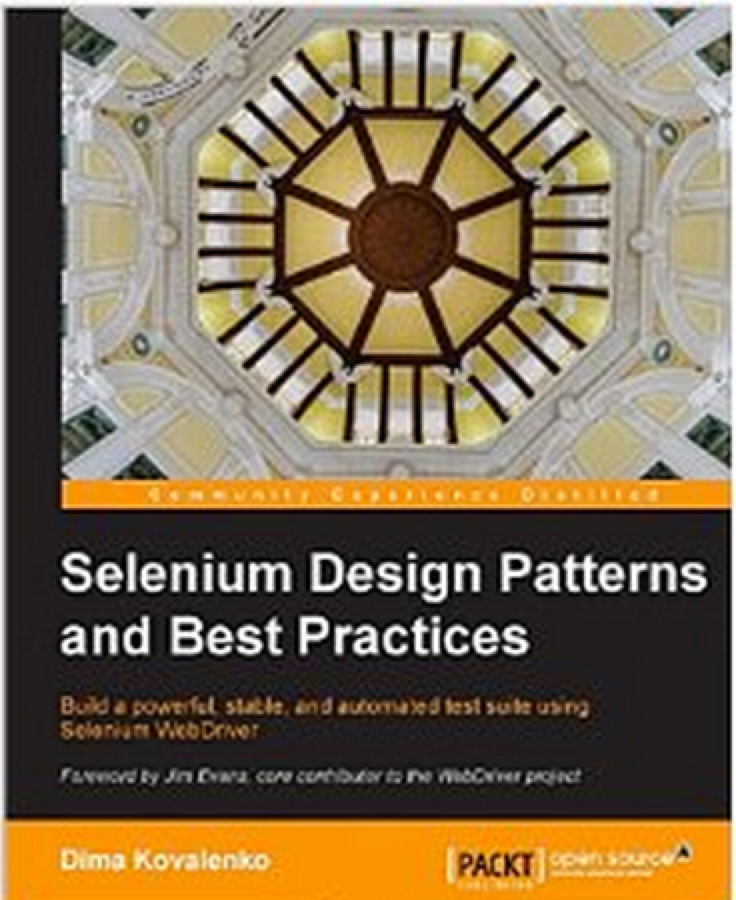 Community Experience Distilled
Selenium Design Patterns
and Best Practices
Build a powerful, stable, and automated test suite using
Selenium WebDriver
Foreword by Jim Evans, core contributor to the WebDriver project
Dima Kovalenko
[PACKT] open source
PUBLISHING